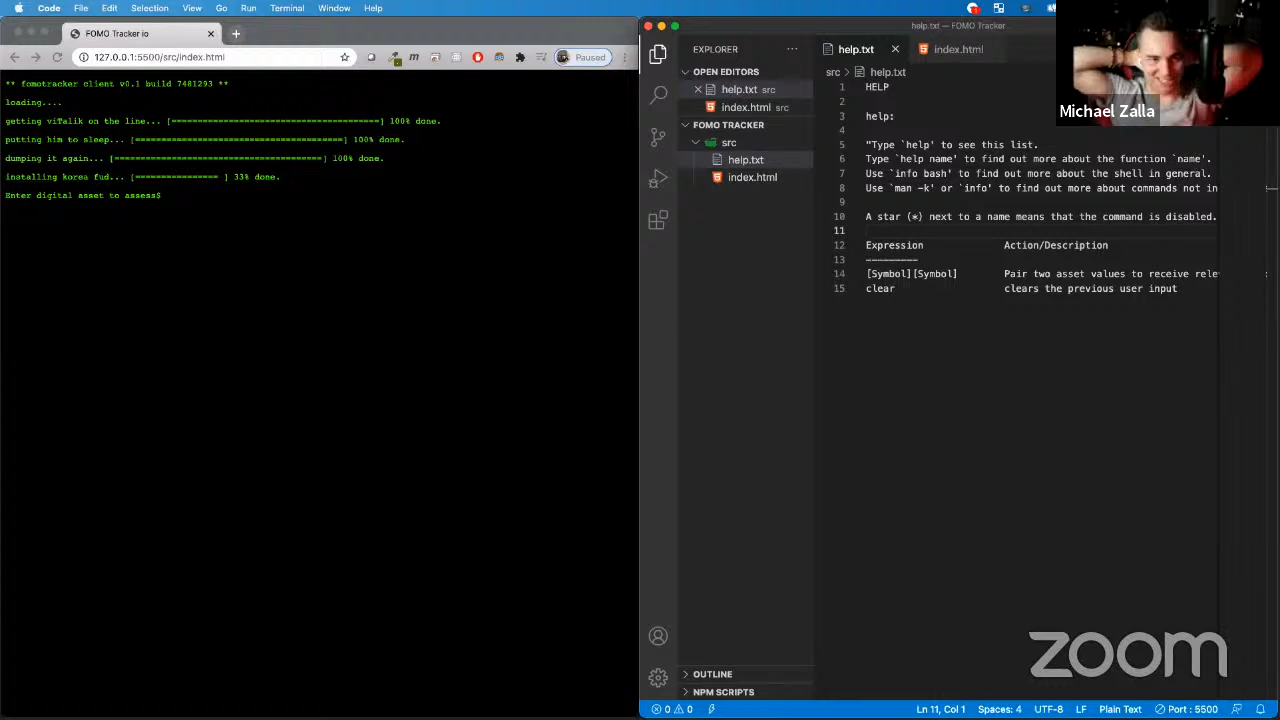 Code File Edit Selection View Go Run Terminal Window Help
FOMO Tracker io
127.0.0.1:5500/src/index.html
Paused
** fomotracker client v0.1 build 7481293 **
loading....
getting viTalik on the line... [========================================] 100% done.
putting him to sleep... [========================================] 100% done.
dumping it again... [========================================] 100% done.
installing korea fud... [================ ] 33% done.
Enter digital asset to assess$
help.txt — FOMO Tracker
EXPLORER
OPEN EDITORS
help.txt src
index.html src
FOMO TRACKER
src
help.txt
index.html
OUTLINE
NPM SCRIPTS
help.txt
index.html
src > help.txt
1 HELP
2
3 help:
4
5 "Type `help' to see this list.
6 Type `help name' to find out more about the function `name'.
7 Use `info bash' to find out more about the shell in general.
8 Use `man -k' or `info' to find out more about commands not in
9
10 A star (*) next to a name means that the command is disabled.
11
12 Expression Action/Description
13 ---------
14 [Symbol][Symbol] Pair two asset values to receive rele
15 clear clears the previous user input
Michael Zalla
zoom
0 0
Ln 11, Col 1 Spaces: 4 UTF-8 LF Plain Text Port : 5500